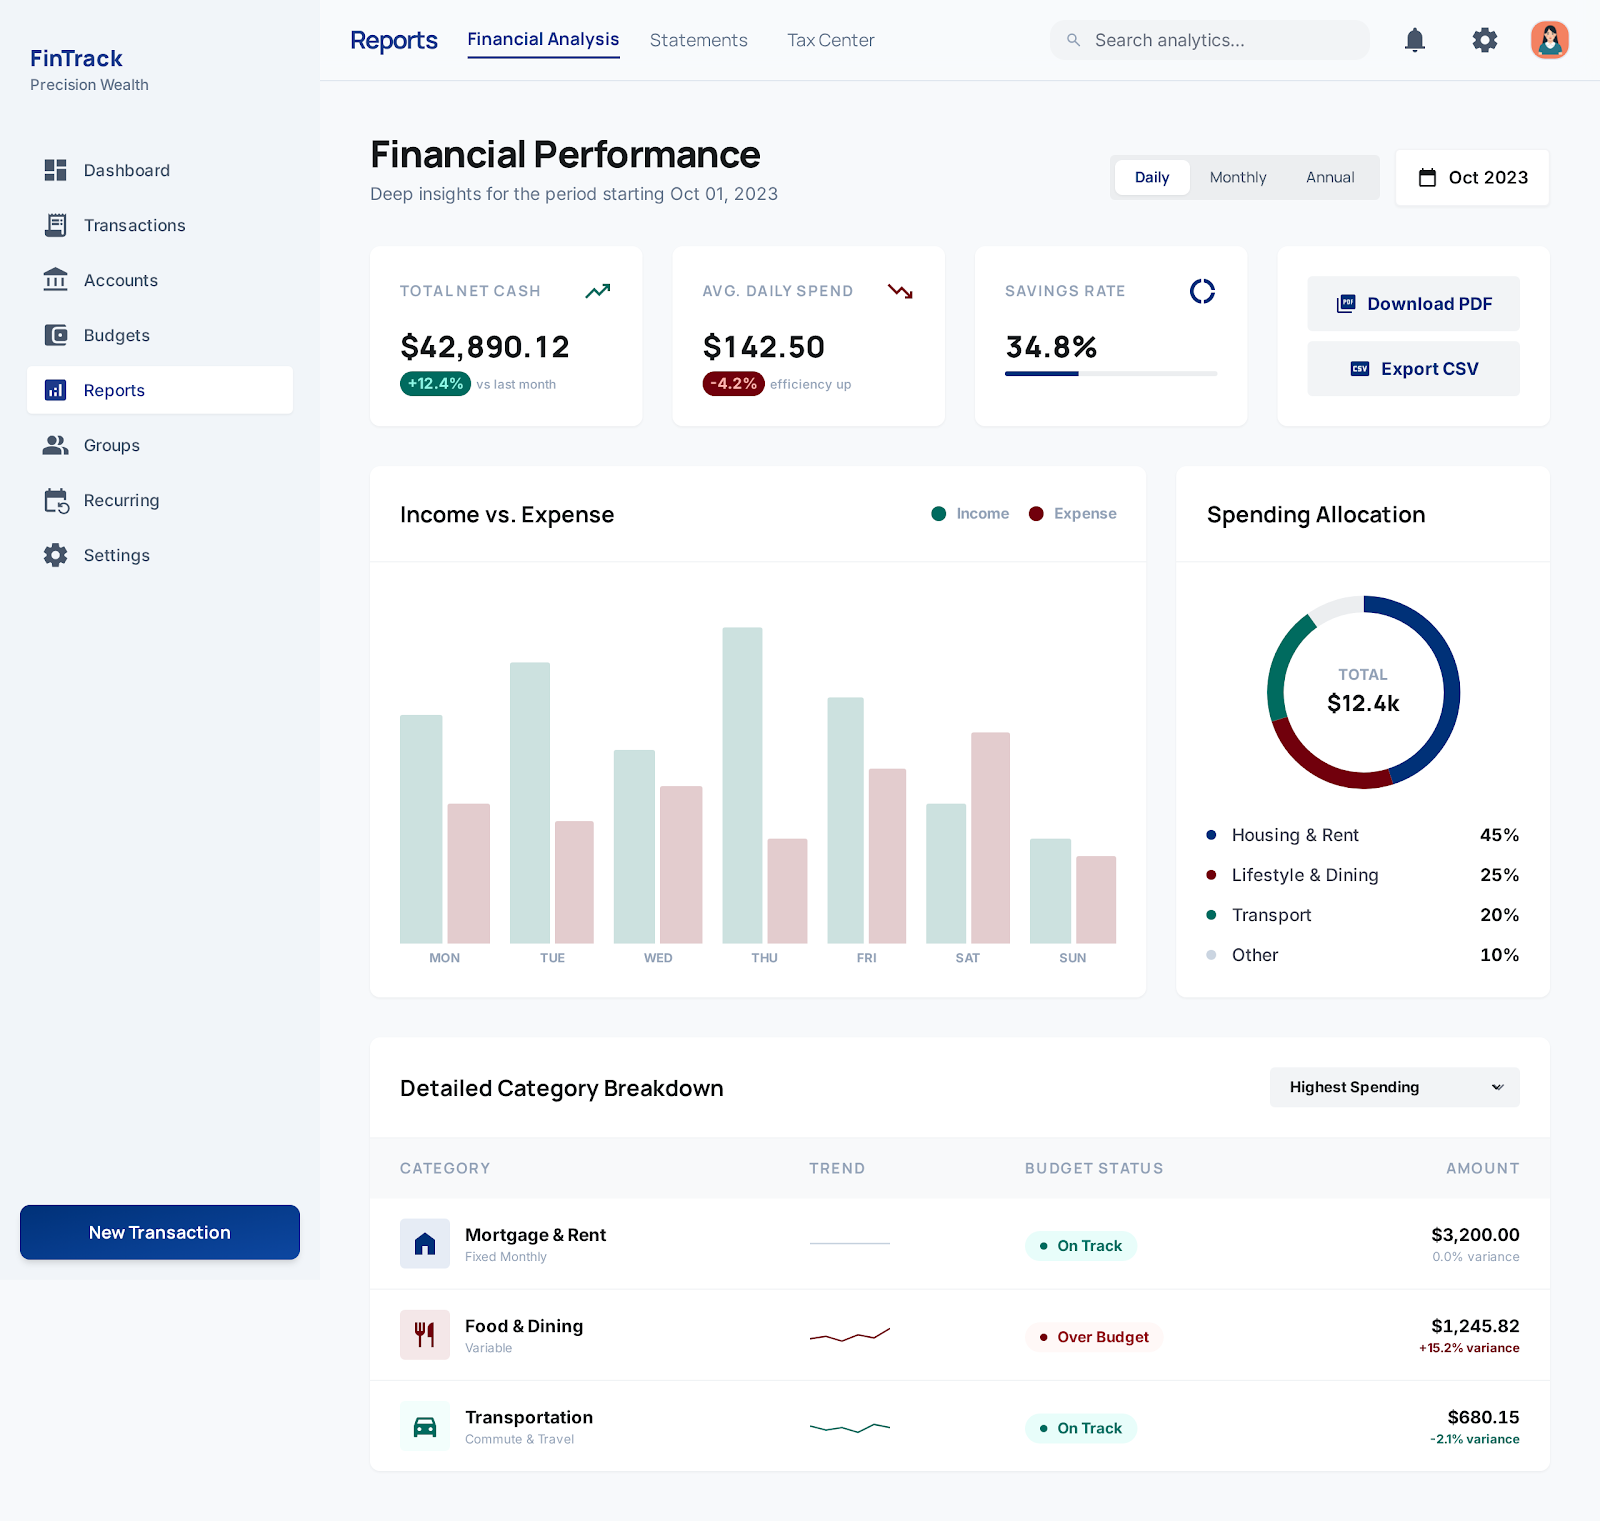 FinTrack
Precision Wealth
Dashboard
Transactions
Accounts
Budgets
Reports
Groups
Recurring
Settings
New Transaction
Reports
Financial Analysis
Statements
Tax Center
Search analytics...
Financial Performance
Deep insights for the period starting Oct 01, 2023
Daily
Monthly
Annual
Oct 2023
TOTAL NET CASH
$42,890.12
+12.4% vs last month
AVG. DAILY SPEND
$142.50
-4.2% efficiency up
SAVINGS RATE
34.8%
PDF Download PDF
CSV Export CSV
Income vs. Expense
Income
Expense
MON
TUE
WED
THU
FRI
SAT
SUN
Spending Allocation
TOTAL
$12.4k
Housing & Rent 45%
Lifestyle & Dining 25%
Transport 20%
Other 10%
Detailed Category Breakdown
Highest Spending
CATEGORY TREND BUDGET STATUS AMOUNT
Mortgage & Rent
Fixed Monthly
On Track
$3,200.00
0.0% variance
Food & Dining
Variable
Over Budget
$1,245.82
+15.2% variance
Transportation
Commute & Travel
On Track
$680.15
-2.1% variance